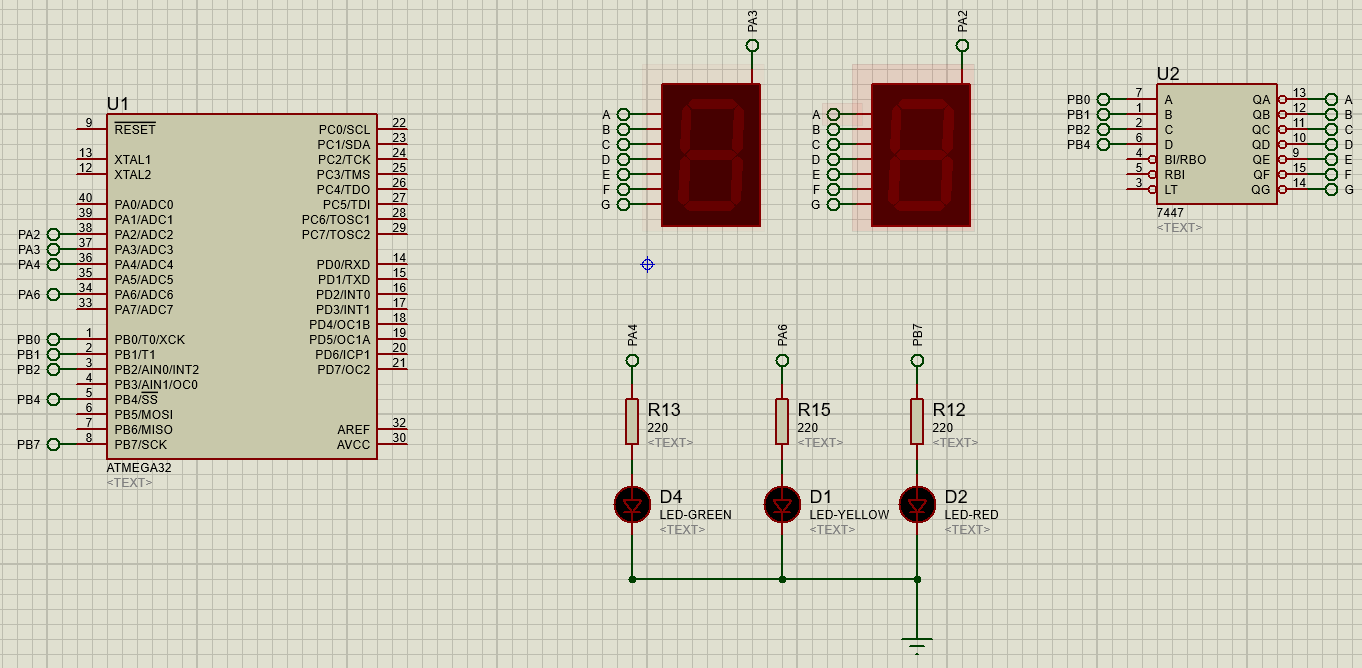 U1
9 RESET PC0/SCL 22
PC1/SDA 23
13 XTAL1 PC2/TCK 24
12 XTAL2 PC3/TMS 25
PC4/TDO 26
40 PA0/ADC0 PC5/TDI 27
39 PA1/ADC1 PC6/TOSC1 28
PA2 38 PA2/ADC2 PC7/TOSC2 29
PA3 37 PA3/ADC3
PA4 36 PA4/ADC4 PD0/RXD 14
35 PA5/ADC5 PD1/TXD 15
PA6 34 PA6/ADC6 PD2/INT0 16
33 PA7/ADC7 PD3/INT1 17
PD4/OC1B 18
PB0 1 PB0/T0/XCK PD5/OC1A 19
PB1 2 PB1/T1 PD6/ICP1 20
PB2 3 PB2/AIN0/INT2 PD7/OC2 21
4 PB3/AIN1/OC0
PB4 5 PB4/SS
6 PB5/MOSI
7 PB6/MISO AREF 32
PB7 8 PB7/SCK AVCC 30
ATMEGA32
<TEXT>
PA3
A
B
C
D
E
F
G
PA2
A
B
C
D
E
F
G
U2
PB0 7 A QA 13 A
PB1 1 B QB 12 B
PB2 2 C QC 11 C
PB4 6 D QD 10 D
4 BI/RBO QE 9 E
5 RBI QF 15 F
3 LT QG 14 G
7447
<TEXT>
PA4
R13
220
<TEXT>
D4
LED-GREEN
<TEXT>
PA6
R15
220
<TEXT>
D1
LED-YELLOW
<TEXT>
PB7
R12
220
<TEXT>
D2
LED-RED
<TEXT>